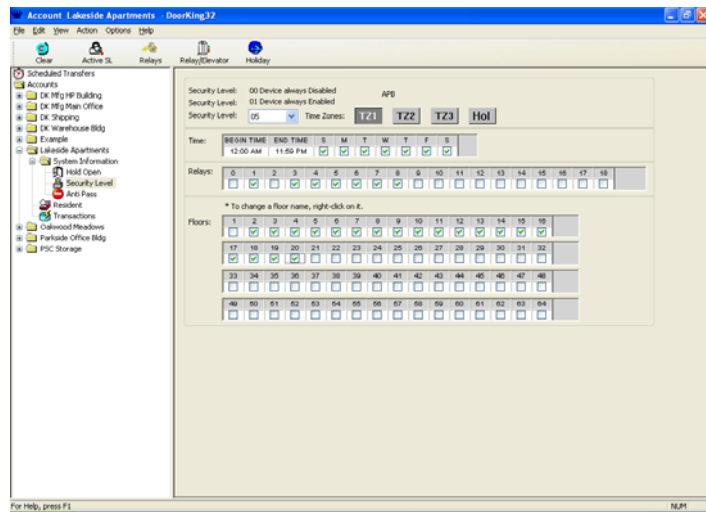 Account Lakeside Apartments - DoorKing32
File Edit View Action Options Help
Clear Active SL Relays Relay/Elevator Holiday
Scheduled Transfers
Accounts
DK Mfg HP Building
DK Mfg Main Office
DK Shipping
DK Warehouse Bldg
Example
Lakeside Apartments
System Information
Hold Open
Security Level
Anti Pass
Resident
Transactions
Oakwood Meadows
Parkside Office Bldg
PSC Storage
Security Level: 00 Device always Disabled APB
Security Level: 01 Device always Enabled
Security Level: 05 Time Zones: TZ1 TZ2 TZ3 Hol
Time: BEGIN TIME END TIME S M T W T F S
12:00 AM 11:59 PM
Relays: 0 1 2 3 4 5 6 7 8 9 10 11 12 13 14 15 16 17 18
* To change a floor name, right-click on it.
Floors: 1 2 3 4 5 6 7 8 9 10 11 12 13 14 15 16
17 18 19 20 21 22 23 24 25 26 27 28 29 30 31 32
33 34 35 36 37 38 39 40 41 42 43 44 45 46 47 48
49 50 51 52 53 54 55 56 57 58 59 60 61 62 63 64
For Help, press F1 NUM